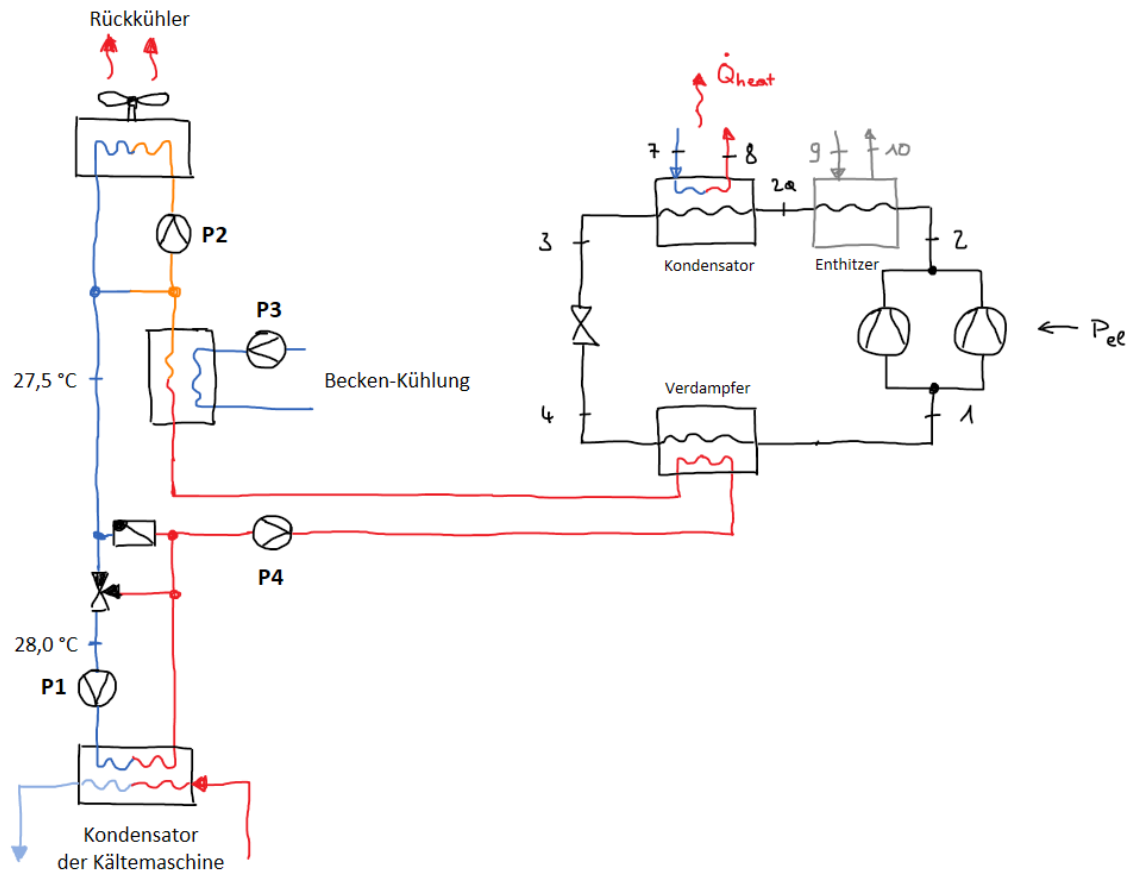 Rückkühler
Q̇heat
7
8
9
10
2a
P2
3
2
Kondensator
Enthitzer
P3
Pel
27,5 °C
Becken-Kühlung
Verdampfer
4
1
P4
28,0 °C
P1
Kondensator
der Kältemaschine